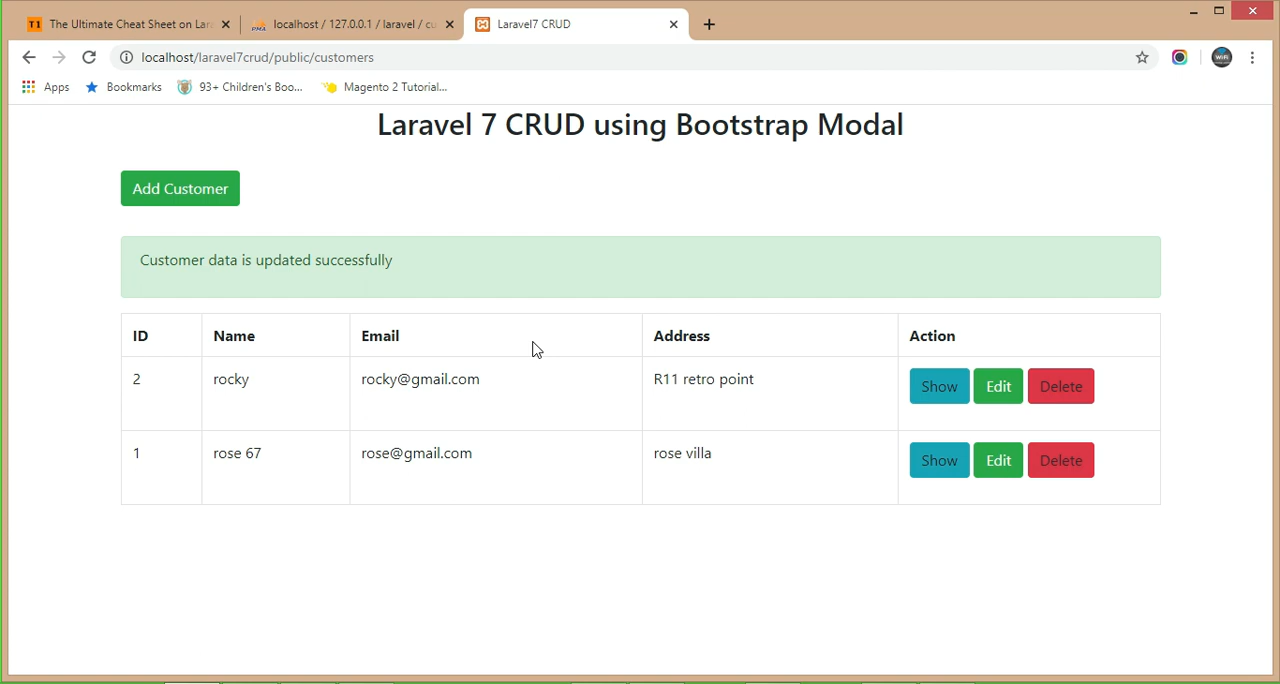 The Ultimate Cheat Sheet on Lar
localhost / 127.0.0.1 / laravel / cu
Laravel7 CRUD
localhost/laravel7crud/public/customers
Apps
Bookmarks
93+ Children's Boo...
Magento 2 Tutorial...
Laravel 7 CRUD using Bootstrap Modal
Add Customer
Customer data is updated successfully
ID Name Email Address Action
2 rocky rocky@gmail.com R11 retro point Show Edit Delete
1 rose 67 rose@gmail.com rose villa Show Edit Delete